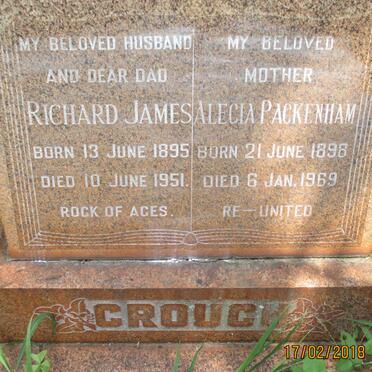 MY BELOVED HUSBAND
AND DEAR DAD
RICHARD JAMES
BORN 13 JUNE 1895
DIED 10 JUNE 1951.
ROCK OF AGES.
MY BELOVED
MOTHER
ALECIA PACKENHAM
BORN 21 JUNE 1898
DIED 6 JAN. 1969
RE-UNITED
CROUCH
17/02/2018